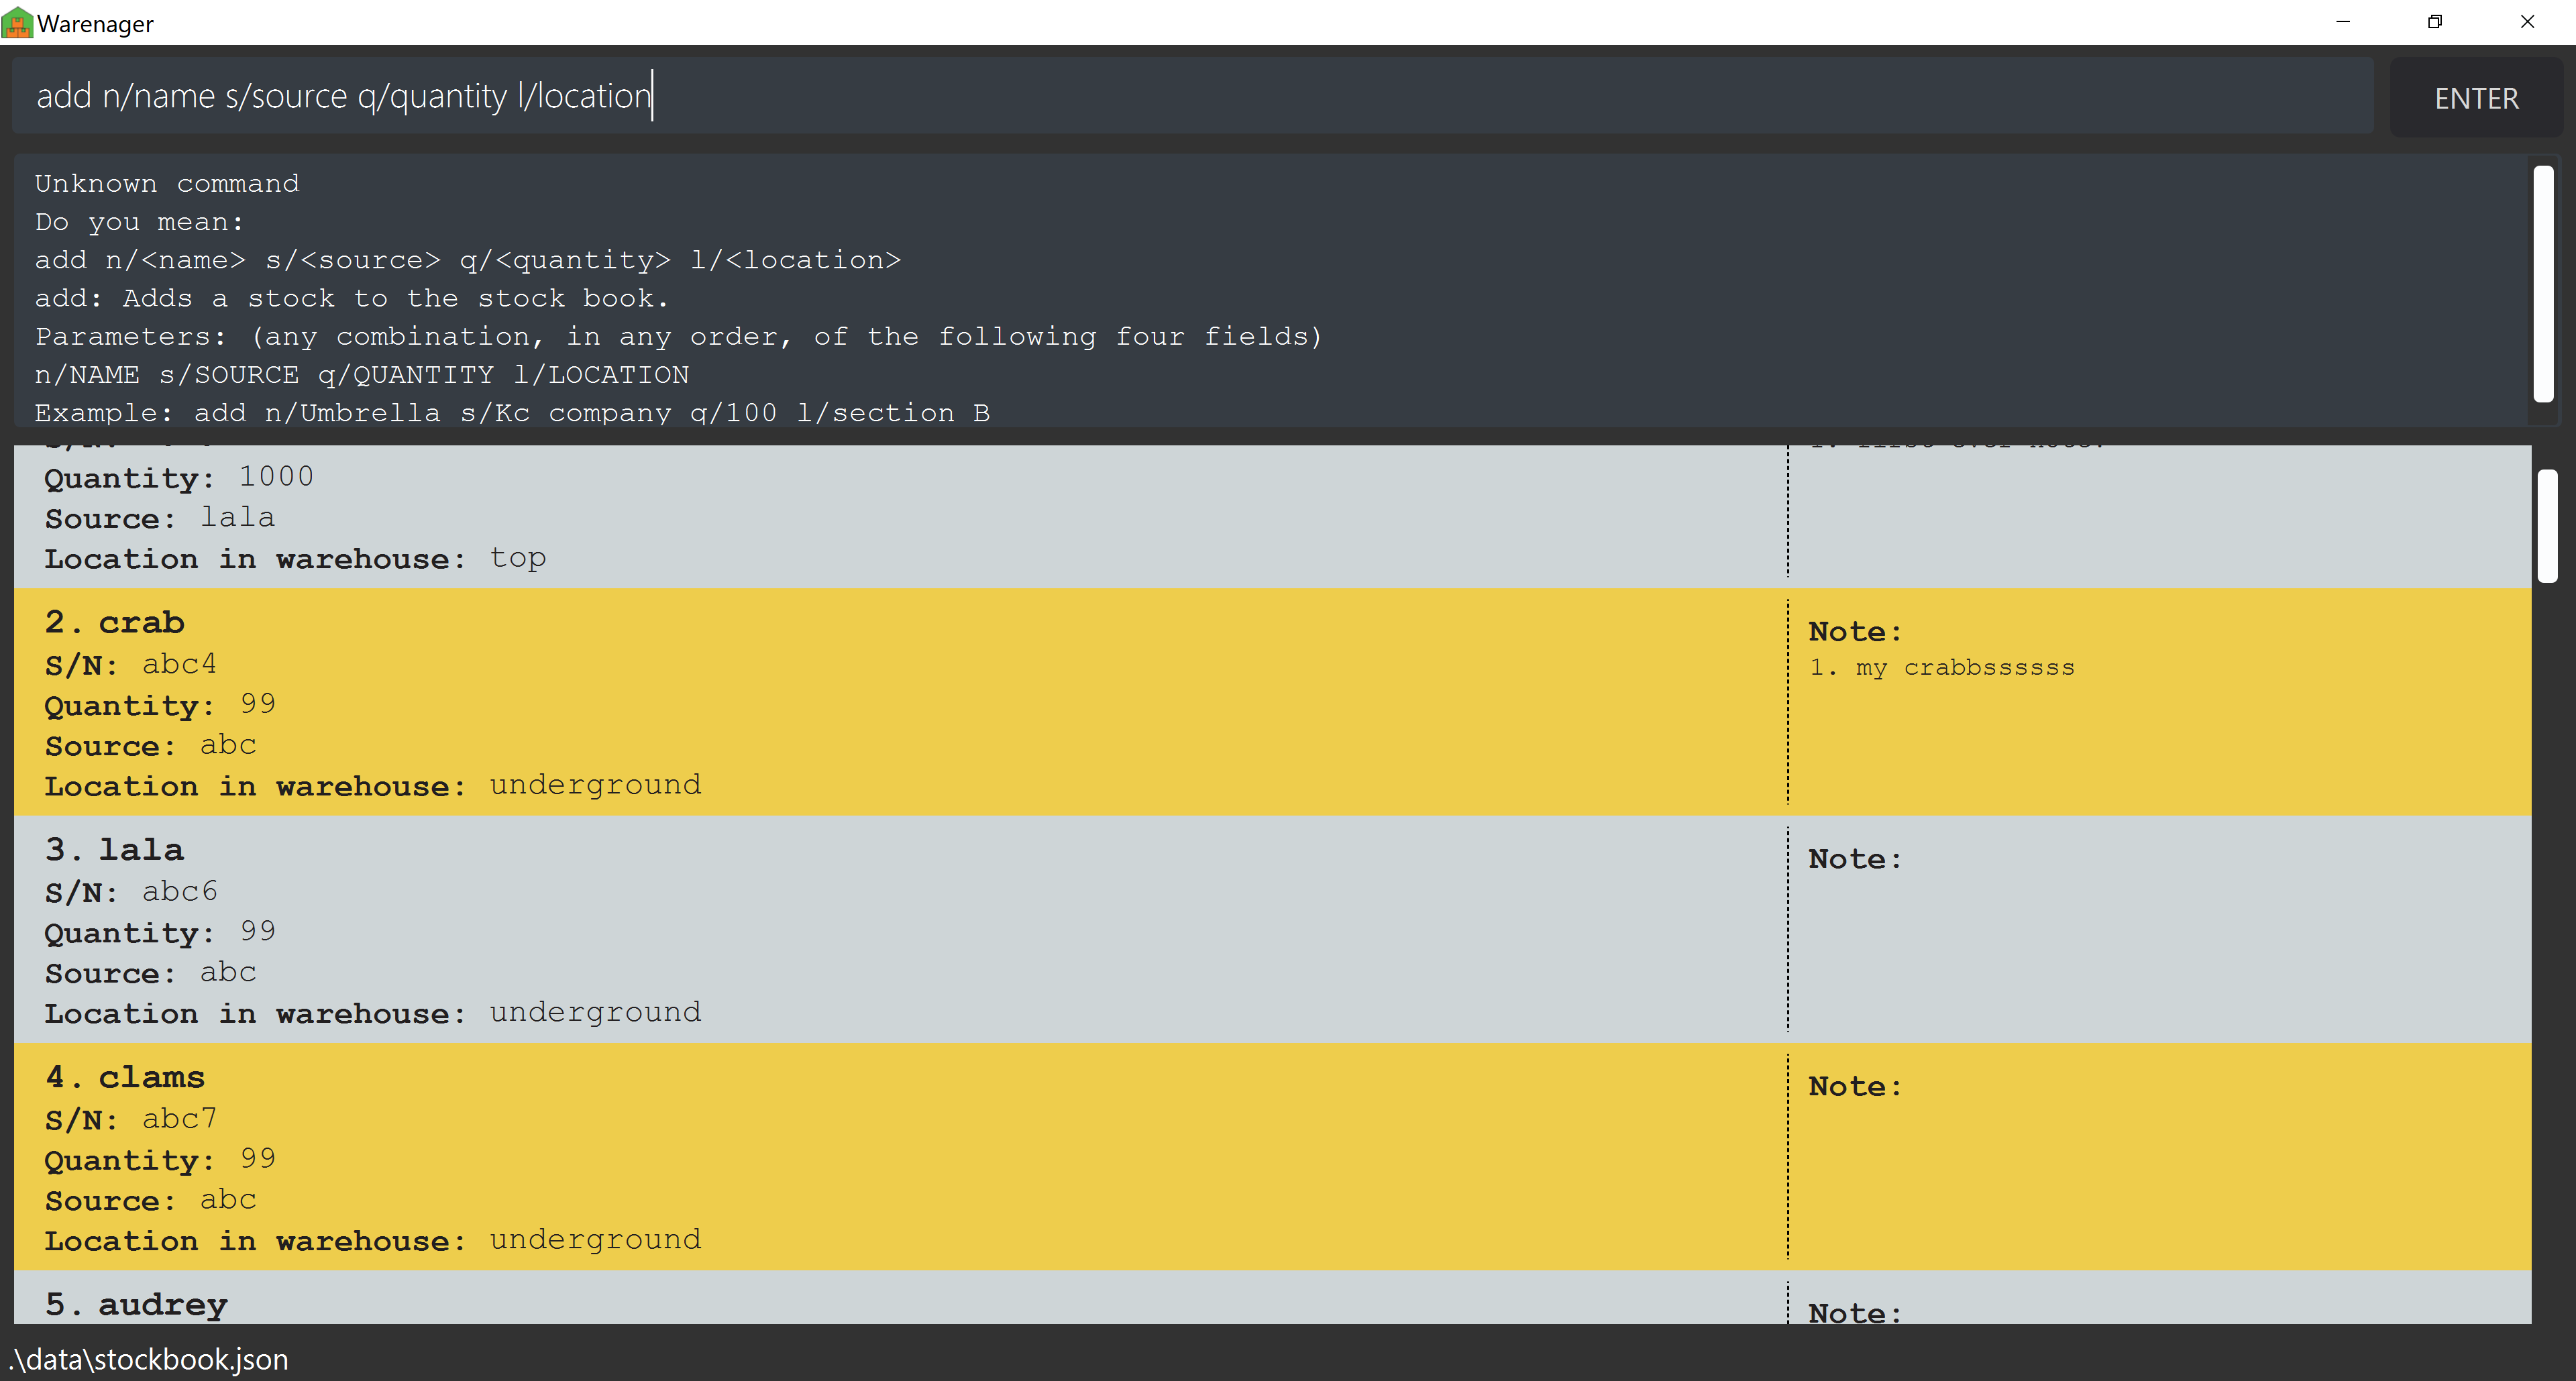 Warenager
add n/name s/source q/quantity l/location
ENTER
Unknown command
Do you mean:
add n/<name> s/<source> q/<quantity> l/<location>
add: Adds a stock to the stock book.
Parameters: (any combination, in any order, of the following four fields)
n/NAME s/SOURCE q/QUANTITY l/LOCATION
Example: add n/Umbrella s/Kc company q/100 l/section B
Quantity: 1000
Source: lala
Location in warehouse: top
2. crab
S/N: abc4
Quantity: 99
Source: abc
Location in warehouse: underground
Note:
1. my crabbssssss
3. lala
S/N: abc6
Quantity: 99
Source: abc
Location in warehouse: underground
Note:
4. clams
S/N: abc7
Quantity: 99
Source: abc
Location in warehouse: underground
Note:
5. audrey
Note:
.\data\stockbook.json